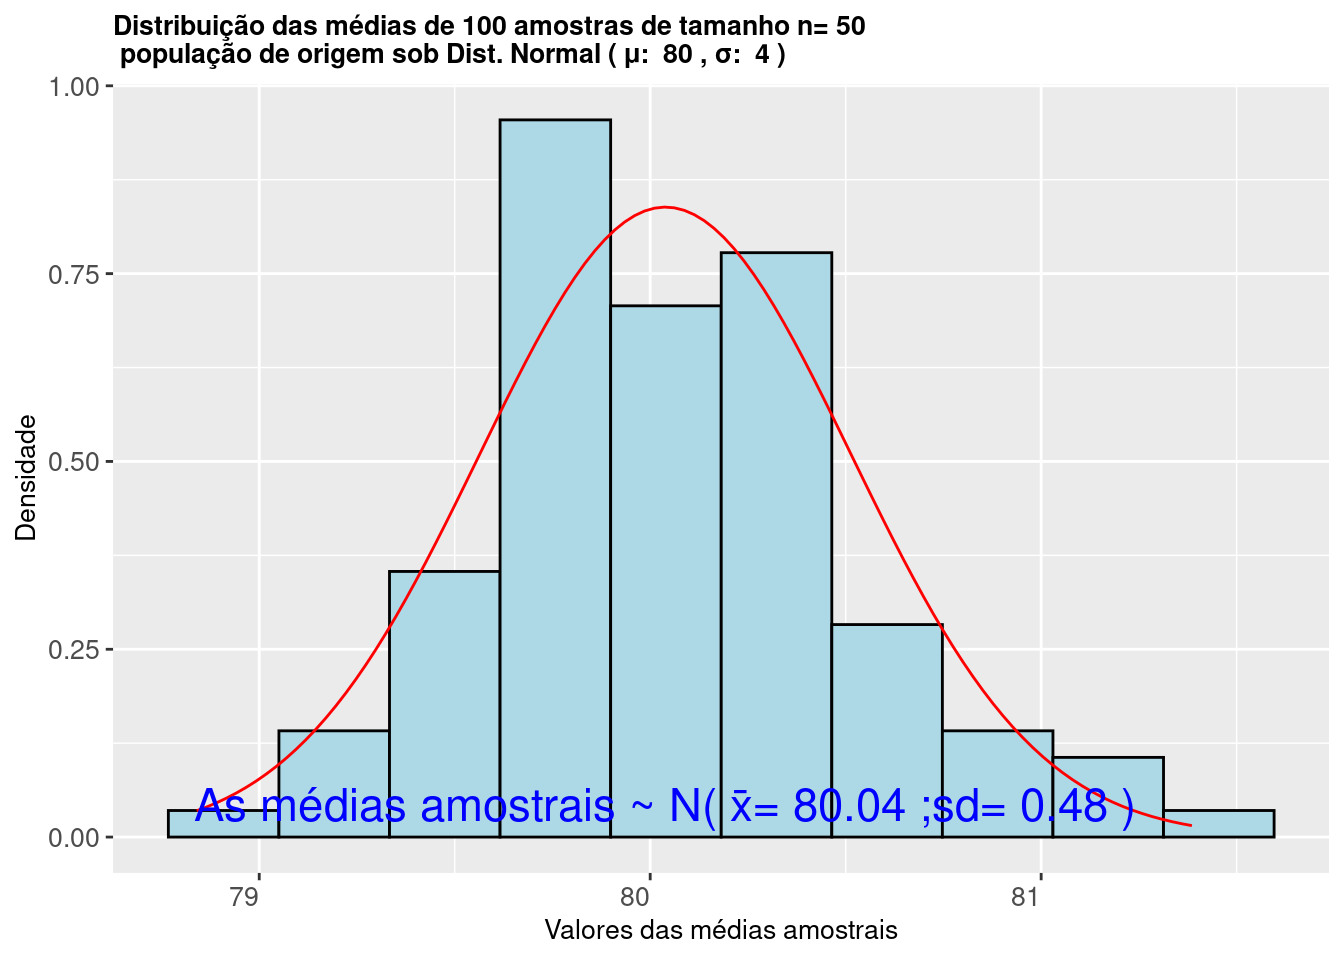 Distribuição das médias de 100 amostras de tamanho n= 50
população de origem sob Dist. Normal ( μ:  80 , σ:  4 )
1.00
0.75
0.50
0.25
0.00
Densidade
As médias amostrais ~ N( x̄= 80.04 ;sd= 0.48 )
79
80
81
Valores das médias amostrais